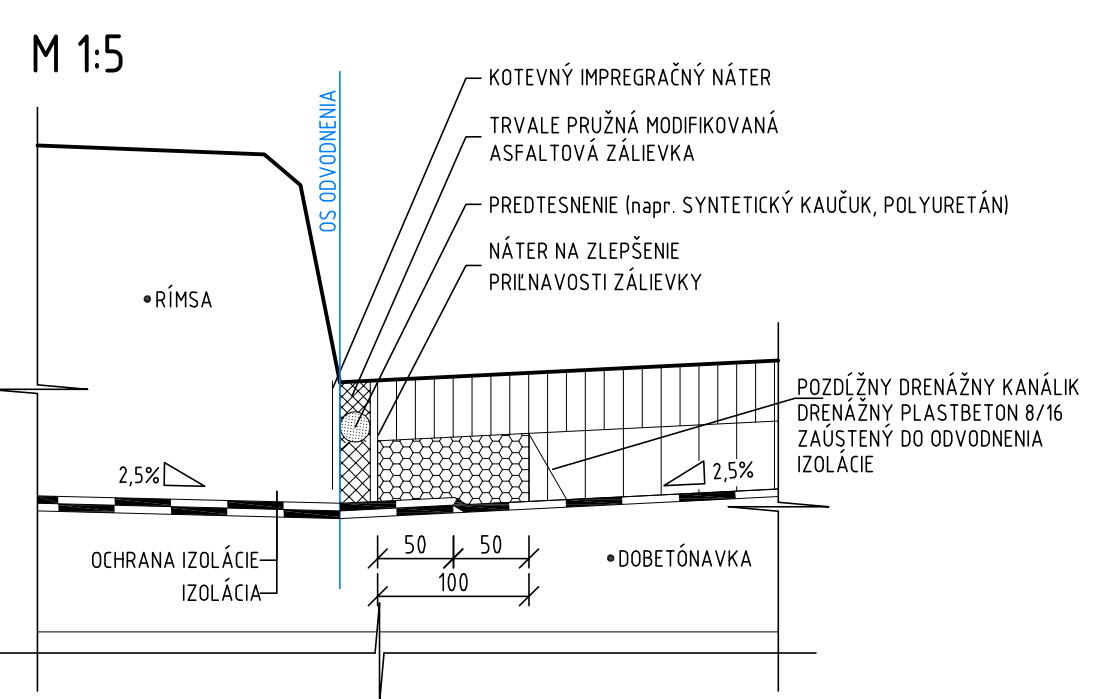 M 1:5
OS ODVODNENIA
KOTEVNÝ IMPREGRAČNÝ NÁTER
TRVALE PRUŽNÁ MODIFIKOVANÁ
ASFALTOVÁ ZÁLIEVKA
PREDTESNENIE (napr. SYNTETICKÝ KAUČUK, POLYURETÁN)
NÁTER NA ZLEPŠENIE
PRIĽNAVOSTI ZÁLIEVKY
RÍMSA
POZDĹŽNY DRENÁŽNY KANÁLIK
DRENÁŽNY PLASTBETON 8/16
ZAÚSTENÝ DO ODVODNENIA
IZOLÁCIE
2,5%
2,5%
OCHRANA IZOLÁCIE
IZOLÁCIA
50
50
100
DOBETÓNAVKA